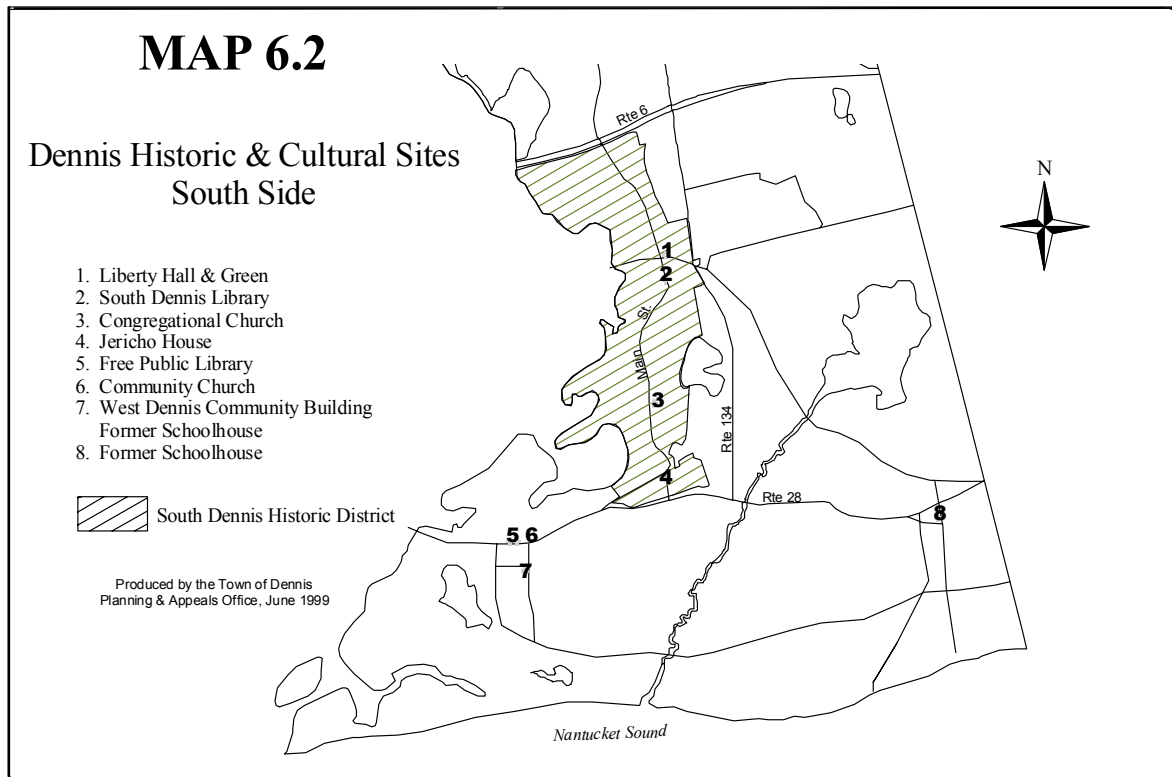 MAP 6.2
Dennis Historic & Cultural Sites
South Side
1. Liberty Hall & Green
2. South Dennis Library
3. Congregational Church
4. Jericho House
5. Free Public Library
6. Community Church
7. West Dennis Community Building
Former Schoolhouse
8. Former Schoolhouse
South Dennis Historic District
Produced by the Town of Dennis
Planning & Appeals Office, June 1999
Rte 6
N
1
2
Main St.
3
Rte 134
4
Rte 28
8
5 6
7
Nantucket Sound